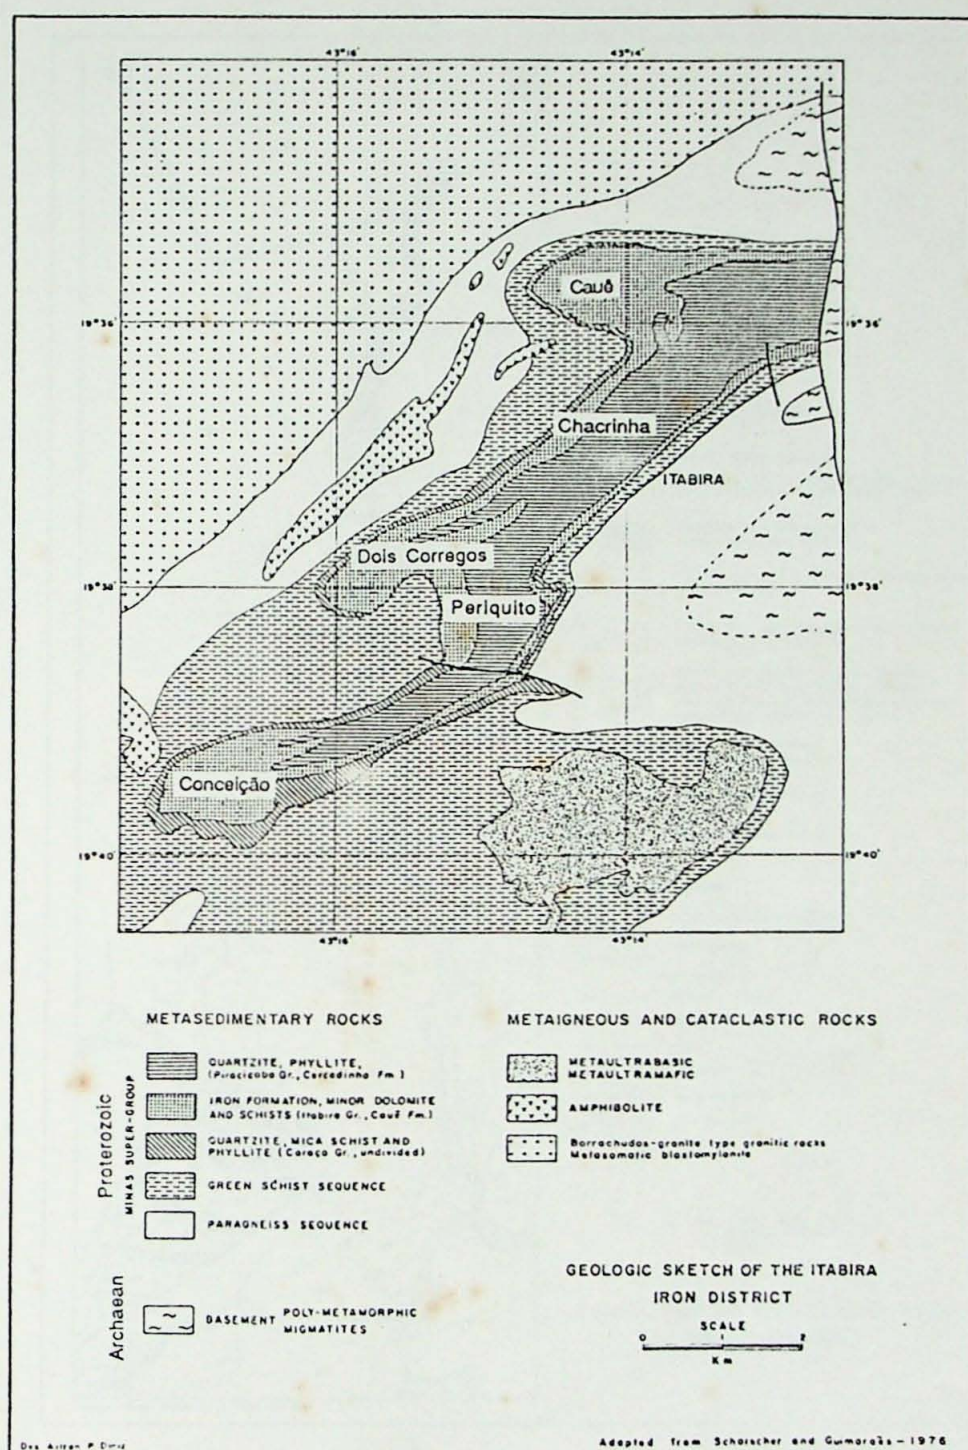 43°16' 43°14'
Cauê
19°36' 19°36'
Chacrinha
ITABIRA
Dois Corregos
19°38' 19°38'
Periquito
Conceição
19°40' 19°40'
43°16' 43°14'
METASEDIMENTARY ROCKS
QUARTZITE, PHYLLITE,
(Piracicaba Gr., Cercadinho Fm.)
IRON FORMATION, MINOR DOLOMITE
AND SCHISTS (Itabira Gr., Cauê Fm.)
QUARTZITE, MICA SCHIST AND
PHYLLITE (Caraça Gr., undivided)
GREEN SCHIST SEQUENCE
PARAGNEISS SEQUENCE
Proterozoic
MINAS SUPER-GROUP
Archaean
BASEMENT POLY-METAMORPHIC
MIGMATITES
METAIGNEOUS AND CATACLASTIC ROCKS
METAULTRABASIC
METAULTRAMAFIC
AMPHIBOLITE
Borrachudos-granite type granitic rocks
Metasomatic blastomylonite
GEOLOGIC SKETCH OF THE ITABIRA
IRON DISTRICT
SCALE
0 1 2
Km
Des. P. Diniz
Adapted from Schorscher and Guimarães-1976